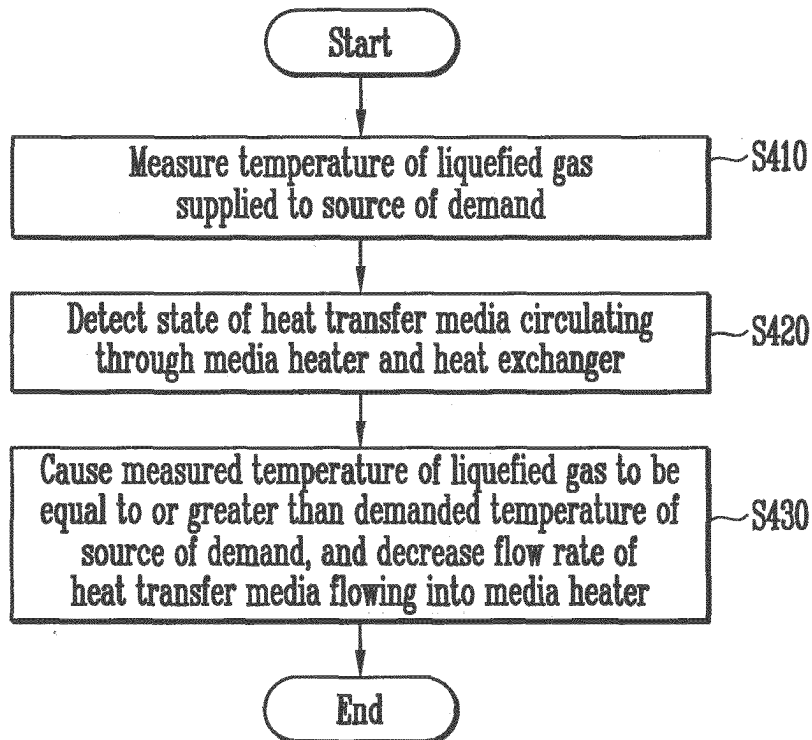 Start
Measure temperature of liquefied gas
supplied to source of demand
S410
Detect state of heat transfer media circulating
through media heater and heat exchanger
S420
Cause measured temperature of liquefied gas to be
equal to or greater than demanded temperature of
source of demand, and decrease flow rate of
heat transfer media flowing into media heater
S430
End